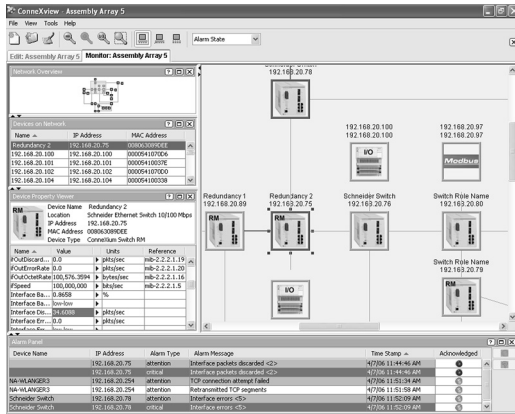 ConneXview - Assembly Array 5
File View Tools Help
Alarm State
Edit: Assembly Array 5 Monitor: Assembly Array 5
Network Overview
Devices on Network
Name IP Address MAC Address
Redundancy 2 192.168.20.75 008063089DEE
192.168.20.100 192.168.20.100 0000541070D6
192.168.20.101 192.168.20.101 00005410037E
192.168.20.102 192.168.20.102 0000541070D0
192.168.20.104 192.168.20.104 000054100338
Device Property Viewer
RM
Device Name Redundancy 2
Location Schneider Ethernet Switch 10/100 Mbps
IP Address 192.168.20.75
MAC Address 008063089DEE
Device Type ConneXium Switch RM
Name Value Units Reference
ifOutDiscard... 0.0 pkts/sec mib-2.2.2.1.19
ifOutErrorRate 0.0 pkts/sec mib-2.2.2.1.20
ifOutOctetRate 100,576.3594 bytes/sec mib-2.2.2.1.16
ifSpeed 100,000,000 bits/sec mib-2.2.2.1.5
Interface Ba... 0.8658 %
Interface Ba... low-low
Interface Dis... 24.6088 pkts/sec
Interface Err... 0.0 pkts/sec
192.168.20.78
192.168.20.100
192.168.20.100
I/O
192.168.20.97
192.168.20.97
Modbus
Redundancy 1
192.168.20.89
RM
Redundancy 2
192.168.20.75
RM
Schneider Switch
192.168.20.76
Switch Role Name
192.168.20.80
I/O
Switch Role Name
192.168.20.79
RM
Alarm Panel
Device Name IP Address Alarm Type Alarm Message Time Stamp Acknowledged
192.168.20.75 attention Interface packets discarded <2> 4/7/06 11:44:46 AM
192.168.20.75 critical Interface packets discarded <2> 4/7/06 11:44:46 AM
NA-WLANGER3 192.168.20.254 attention TCP connection attempt failed 4/7/06 11:51:34 AM
NA-WLANGER3 192.168.20.254 attention Retransmitted TCP segments 4/7/06 11:51:58 AM
Schneider Switch 192.168.20.78 attention Interface errors <5> 4/7/06 11:52:09 AM
Schneider Switch 192.168.20.78 critical Interface errors <5> 4/7/06 11:52:09 AM